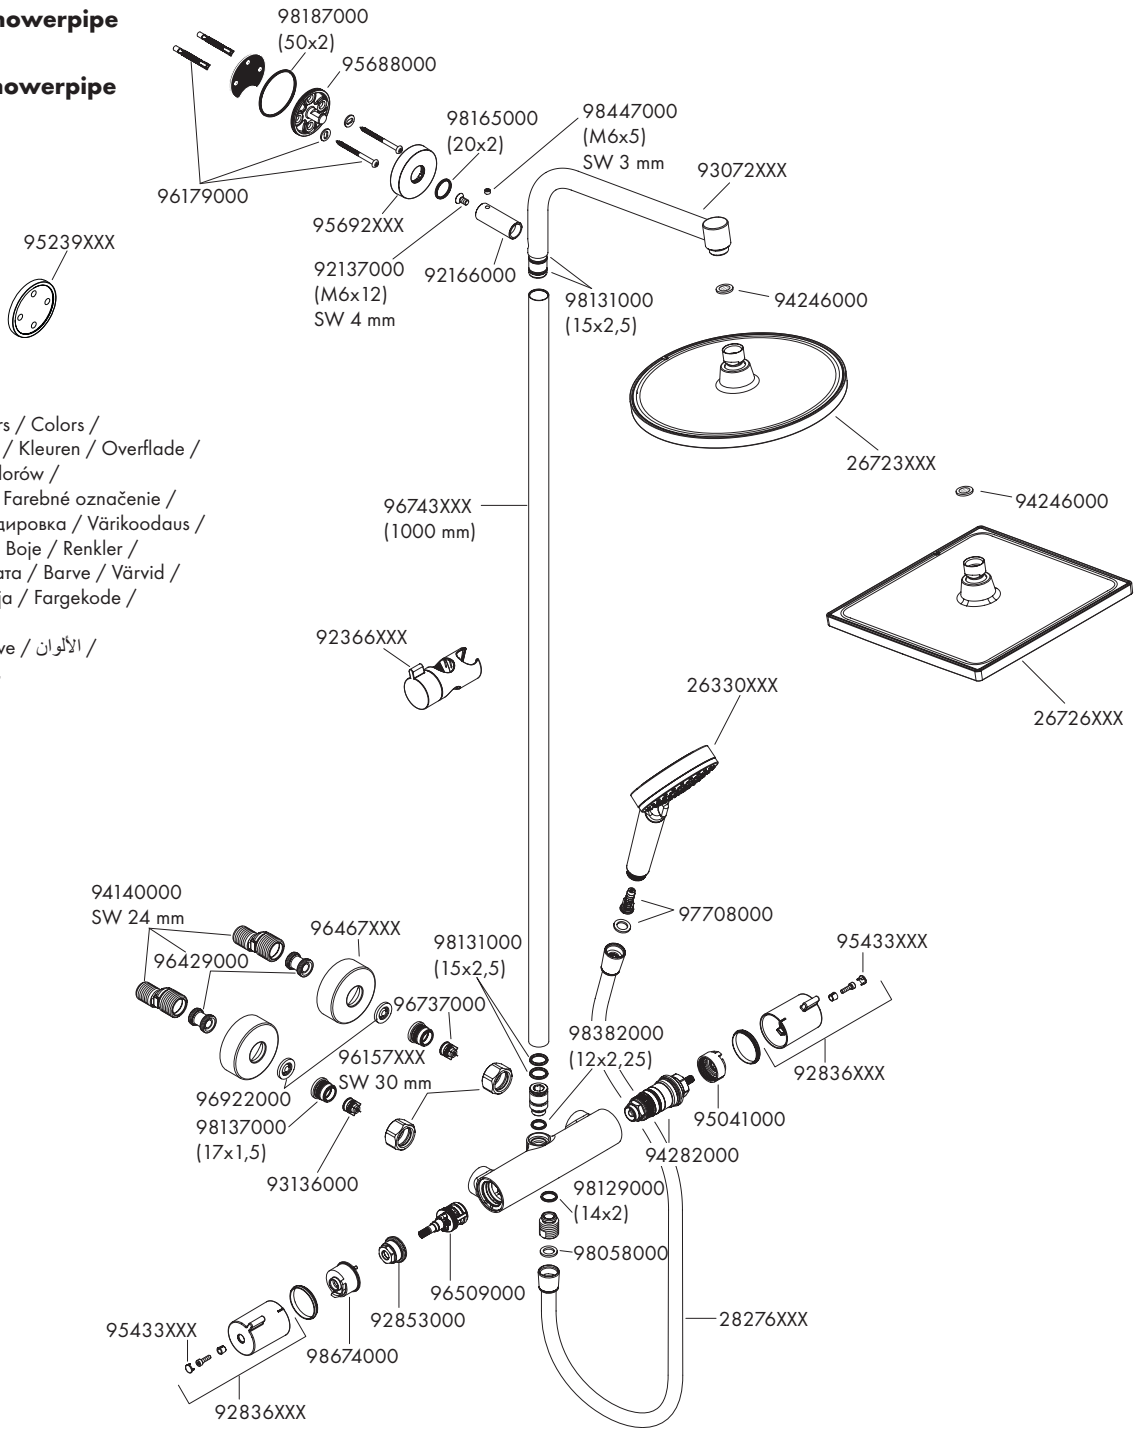 howerpipe
howerpipe
98187000
(50x2)
95688000
98165000
(20x2)
98447000
(M6x5)
SW 3 mm
93072XXX
96179000
95692XXX
95239XXX
92137000
(M6x12)
SW 4 mm
92166000
98131000
(15x2,5)
94246000
rs / Colors /
/ Kleuren / Overflade /
lorów /
Farebné označenie /
дировка / Värikoodaus /
Boje / Renkler /
ата / Barve / Värvid /
ja / Fargekode /
ve / الألوان /
26723XXX
94246000
96743XXX
(1000 mm)
92366XXX
26330XXX
26726XXX
94140000
SW 24 mm
96467XXX
96429000
98131000
(15x2,5)
97708000
95433XXX
96737000
98382000
(12x2,25)
96157XXX
SW 30 mm
92836XXX
96922000
98137000
(17x1,5)
95041000
94282000
93136000
98129000
(14x2)
98058000
96509000
92853000
28276XXX
95433XXX
98674000
92836XXX